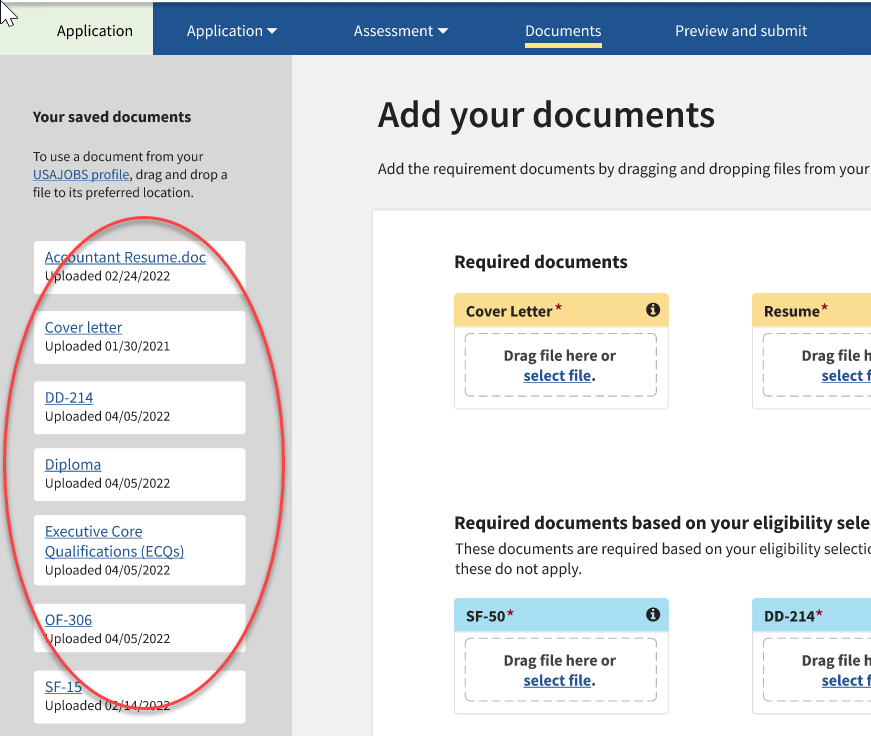 Application
Application
Assessment
Documents
Preview and submit
Your saved documents
To use a document from your
USAJOBS profile, drag and drop a
file to its preferred location.
Accountant Resume.doc
Uploaded 02/24/2022
Cover letter
Uploaded 01/30/2021
DD-214
Uploaded 04/05/2022
Diploma
Uploaded 04/05/2022
Executive Core
Qualifications (ECQs)
Uploaded 04/05/2022
OF-306
Uploaded 04/05/2022
SF-15
Uploaded 02/14/2022
Add your documents
Add the requirement documents by dragging and dropping files from your
Required documents
Cover Letter*
Drag file here or
select file.
Resume*
Drag file h
select f
Required documents based on your eligibility sele
These documents are required based on your eligibility selectio
these do not apply.
SF-50*
Drag file here or
select file.
DD-214*
Drag file h
select f